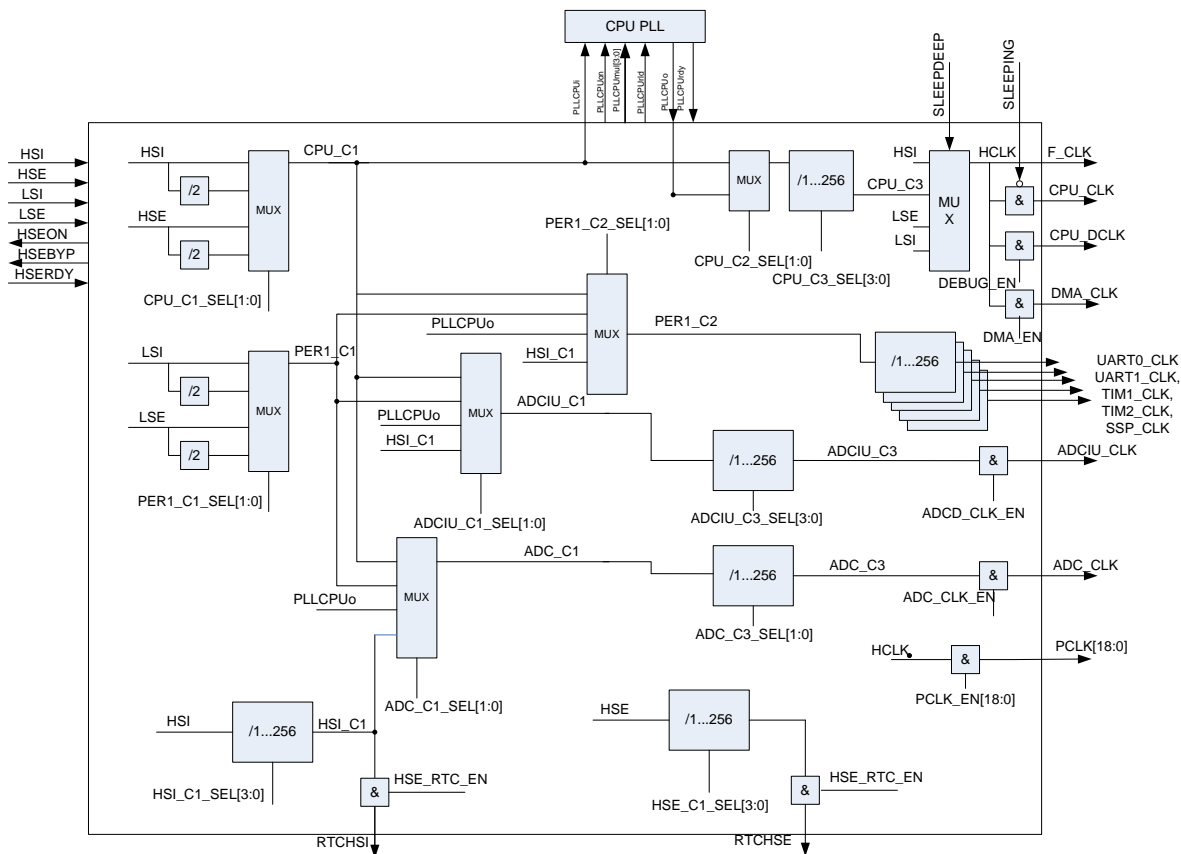 CPU PLL
PLLCPUi
PLLCPUon
PLLCPUmul[3:0]
PLLCPUrld
PLLCPUo
PLLCPUrdy
SLEEPDEEP
SLEEPING
HSI
HSE
LSI
LSE
HSEON
HSEBYP
HSERDY
HSI
/2
HSE
/2
MUX
CPU_C1
CPU_C1_SEL[1:0]
MUX
CPU_C2_SEL[1:0]
/1...256
CPU_C3
CPU_C3_SEL[3:0]
HSI
LSE
LSI
MU
X
HCLK
F_CLK
&
CPU_CLK
&
CPU_DCLK
DEBUG_EN
&
DMA_CLK
DMA_EN
PER1_C2_SEL[1:0]
PLLCPUo
HSI_C1
MUX
PER1_C2
/1...256
UART0_CLK
UART1_CLK,
TIM1_CLK,
TIM2_CLK,
SSP_CLK
LSI
/2
LSE
/2
MUX
PER1_C1
PER1_C1_SEL[1:0]
PLLCPUo
HSI_C1
MUX
ADCIU_C1
ADCIU_C1_SEL[1:0]
/1...256
ADCIU_C3
ADCIU_C3_SEL[3:0]
&
ADCIU_CLK
ADCD_CLK_EN
PLLCPUo
MUX
ADC_C1
ADC_C1_SEL[1:0]
/1...256
ADC_C3
ADC_C3_SEL[1:0]
&
ADC_CLK
ADC_CLK_EN
HCLK
&
PCLK[18:0]
PCLK_EN[18:0]
HSI
/1...256
HSI_C1
HSI_C1_SEL[3:0]
&
HSE_RTC_EN
RTCHSI
HSE
/1...256
HSE_C1_SEL[3:0]
&
HSE_RTC_EN
RTCHSE